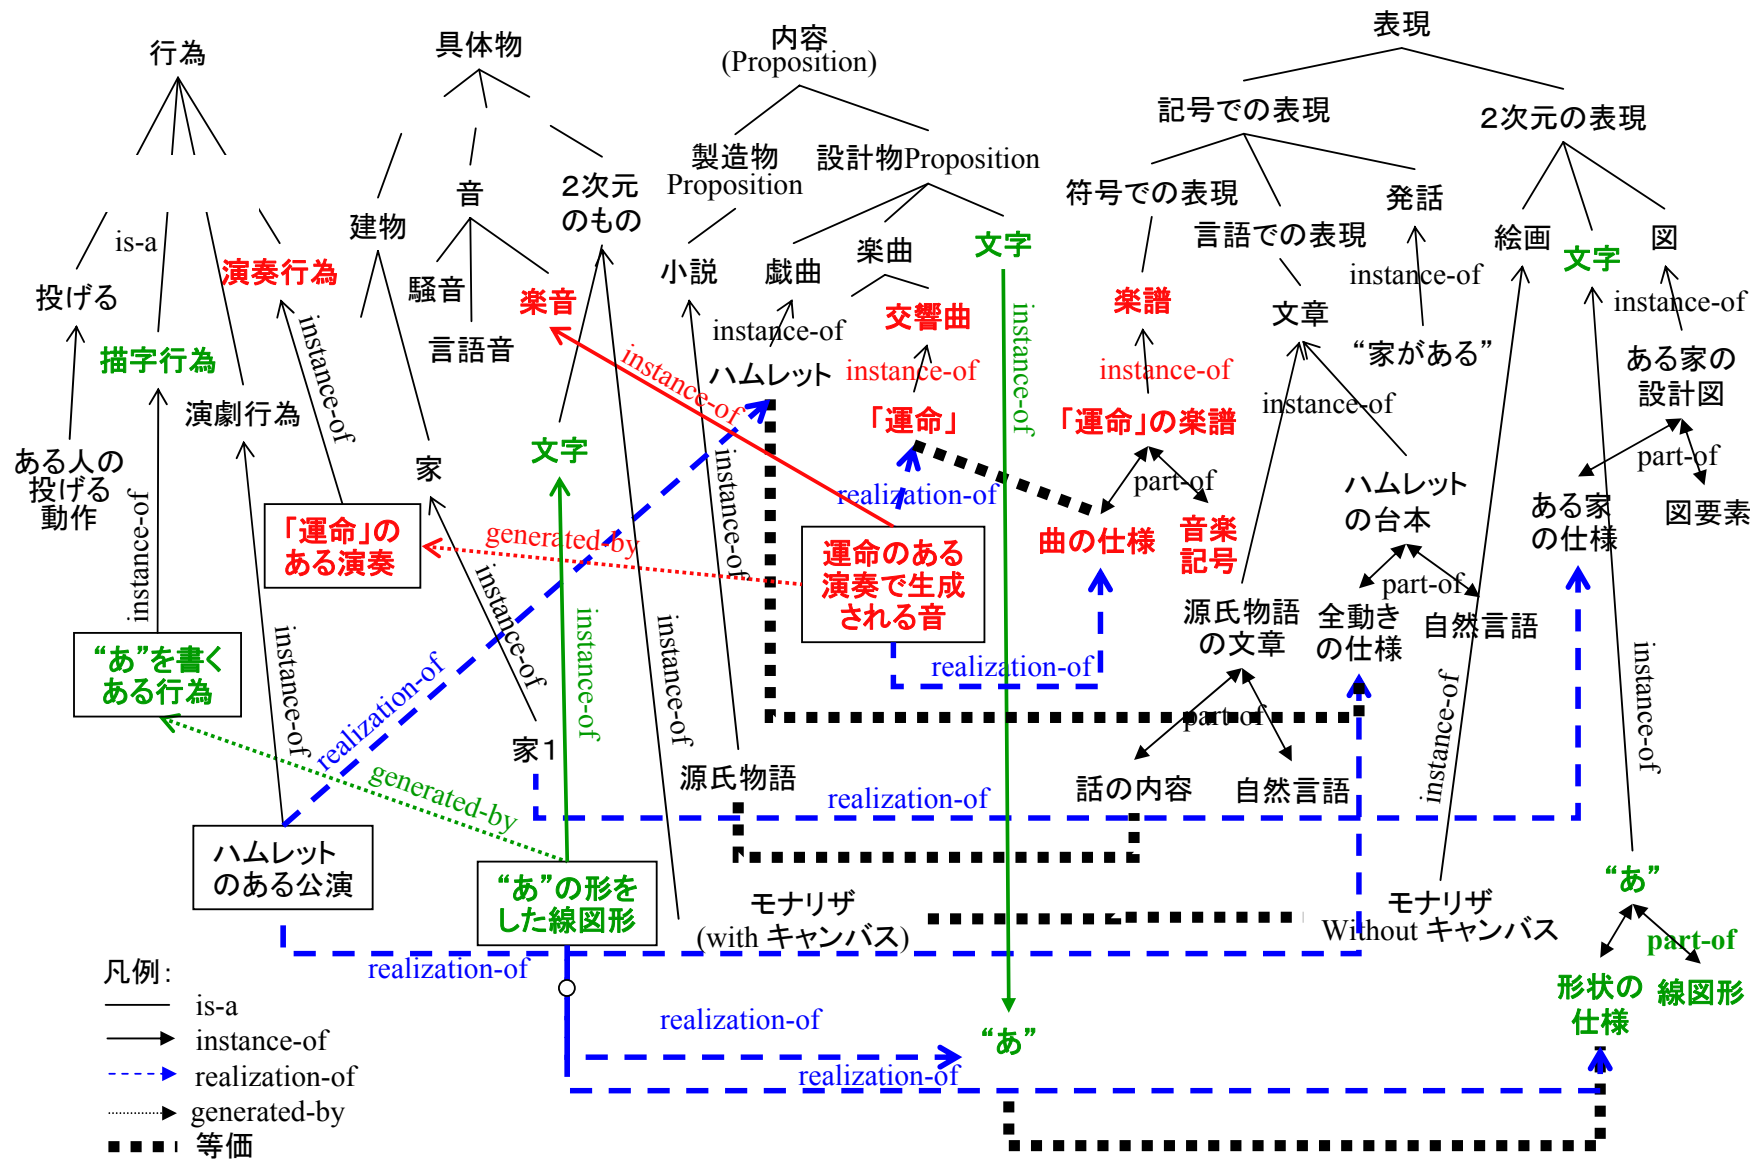 行為
具体物
内容
(Proposition)
表現
記号での表現
2次元の表現
製造物
Proposition
設計物Proposition
音
2次元
のもの
建物
符号での表現
発話
言語での表現
絵画
文字
図
is-a
演奏行為
投げる
騒音
楽音
言語音
小説
戯曲
楽曲
文字
instance-of
交響曲
楽譜
文章
instance-of
instance-of
“家がある”
ある家の
設計図
描字行為
instance-of
演劇行為
instance-of
ハムレット
instance-of
instance-of
instance-of
instance-of
「運命」
「運命」の楽譜
part-of
part-of
ある人の
投げる
動作
instance-of
家
文字
instance-of
realization-of
曲の仕様
音楽
記号
ハムレット
の台本
ある家
の仕様
図要素
「運命」の
ある演奏
generated-by
運命のある
演奏で生成
される音
part-of
源氏物語
の文章
全動き
の仕様
自然言語
“あ”を書く
ある行為
instance-of
instance-of
instance-of
realization-of
realization-of
instance-of
instance-of
part-of
家1
源氏物語
話の内容
自然言語
generated-by
realization-of
ハムレット
のある公演
“あ”の形を
した線図形
モナリザ
(with キャンバス)
モナリザ
Without キャンバス
“あ”
part-of
形状の
仕様
線図形
realization-of
realization-of
“あ”
realization-of
凡例:
is-a
instance-of
realization-of
generated-by
等価